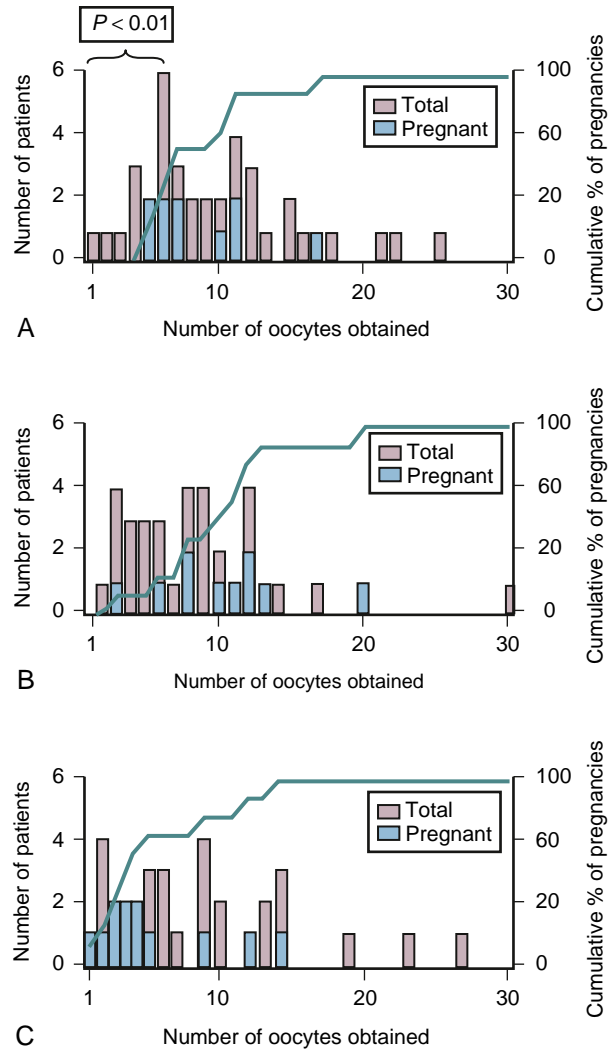 P < 0.01
Number of patients
6
4
2
0
Total
Pregnant
100
60
20
0
Cumulative % of pregnancies
1
10
20
30
A
Number of oocytes obtained
Number of patients
6
4
2
0
Total
Pregnant
100
60
20
0
Cumulative % of pregnancies
1
10
20
30
B
Number of oocytes obtained
Number of patients
6
4
2
0
Total
Pregnant
100
60
20
0
Cumulative % of pregnancies
1
10
20
30
C
Number of oocytes obtained